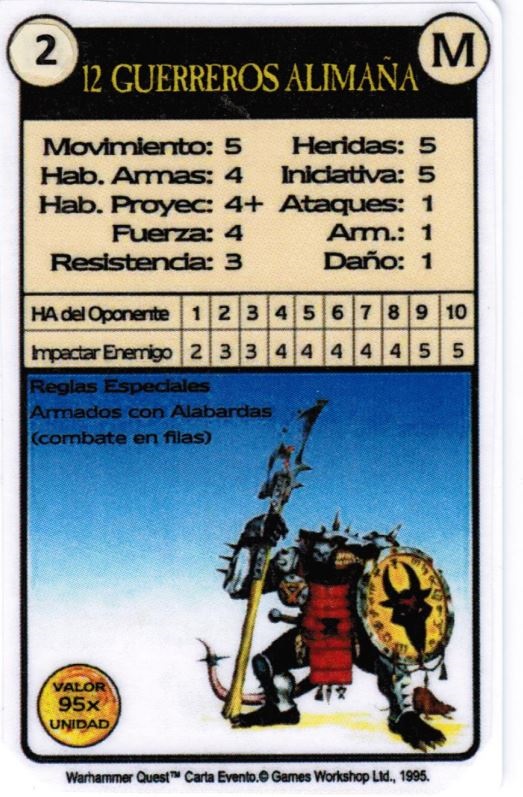 2
M
12 GUERREROS ALIMAÑA
Movimiento: 5 Heridas: 5
Hab. Armas: 4 Iniciativa: 5
Hab. Proyec: 4+ Ataques: 1
Fuerza: 4 Arm.: 1
Resistencia: 3 Daño: 1
HA del Oponente 1 2 3 4 5 6 7 8 9 10
Impactar Enemigo 2 3 3 4 4 4 4 4 5 5
Reglas Especiales
Armados con Alabardas
(combate en filas)
VALOR
95x
UNIDAD
Warhammer Quest™ Carta Evento.© Games Workshop Ltd., 1995.